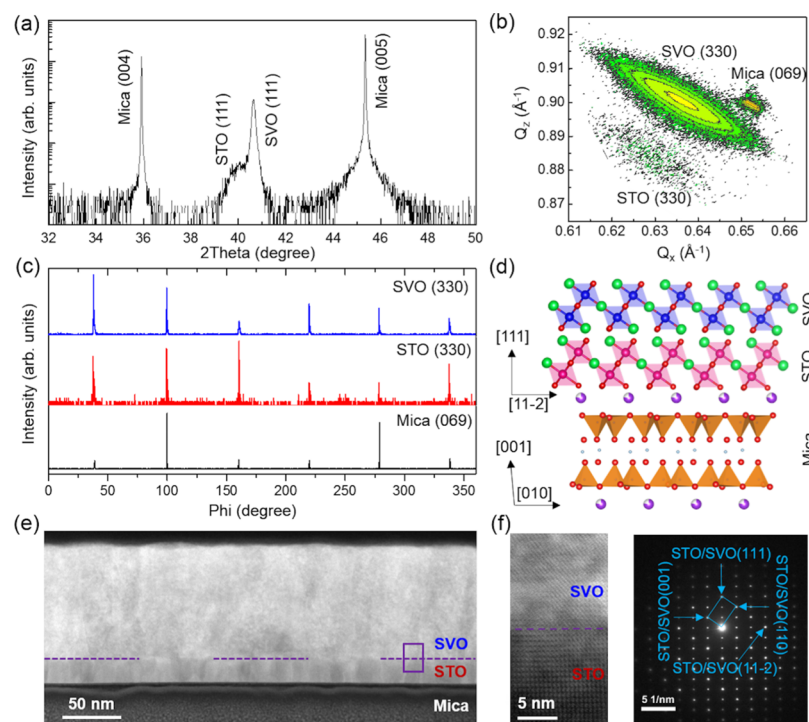 (a)
Intensity (arb. units)
Mica (004)
STO (111)
SVO (111)
Mica (005)
32 34 36 38 40 42 44 46 48 50
2Theta (degree)
(b)
Qz (Å-1)
0.92
0.91
0.90
0.89
0.88
0.87
SVO (330)
Mica (069)
STO (330)
0.61 0.62 0.63 0.64 0.65 0.66
Qx (Å-1)
(c)
Intensity (arb. units)
SVO (330)
STO (330)
Mica (069)
0 50 100 150 200 250 300 350
Phi (degree)
(d)
[111]
[11-2]
[001]
[010]
SVO
STO
Mica
(e)
SVO
STO
Mica
50 nm
(f)
SVO
STO
5 nm
STO/SVO(111)
STO/SVO(001)
STO/SVO(110)
STO/SVO(11-2)
5 1/nm